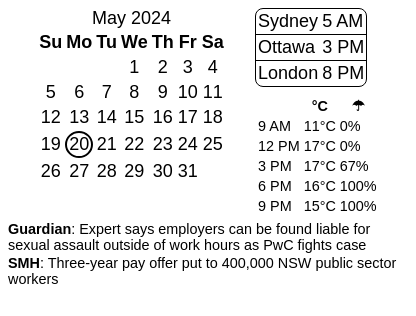 May 2024
Su Mo Tu We Th Fr Sa
1 2 3 4
5 6 7 8 9 10 11
12 13 14 15 16 17 18
19 20 21 22 23 24 25
26 27 28 29 30 31
Sydney 5 AM
Ottawa 3 PM
London 8 PM
°C ☂
9 AM 11°C 0%
12 PM 17°C 0%
3 PM 17°C 67%
6 PM 16°C 100%
9 PM 15°C 100%
Guardian: Expert says employers can be found liable for
sexual assault outside of work hours as PwC fights case
SMH: Three-year pay offer put to 400,000 NSW public sector
workers